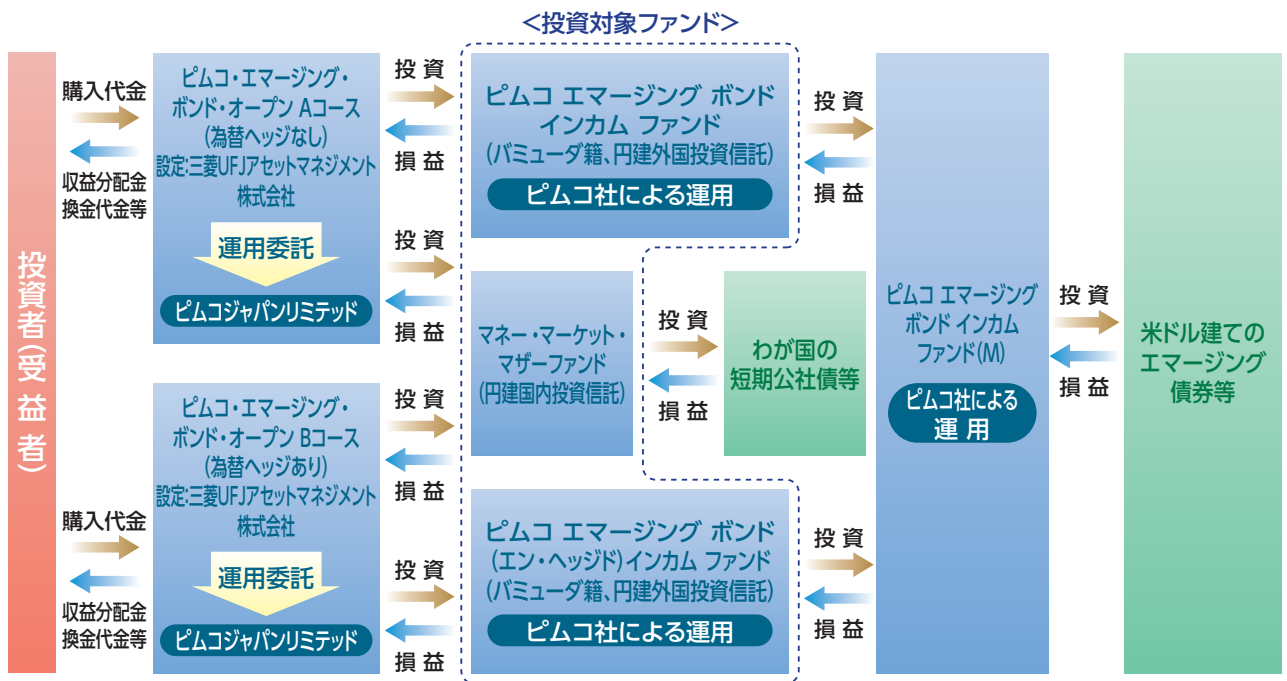 <投資対象ファンド>
投資者(受益者)
購入代金
収益分配金
換金代金等
ピムコ・エマージング・
ボンド・オープン Aコース
(為替ヘッジなし)
設定:三菱UFJアセットマネジメント
株式会社
運用委託
ピムコジャパンリミテッド
投 資
損 益
投 資
損 益
ピムコ エマージング ボンド
インカム ファンド
(バミューダ籍、円建外国投資信託)
ピムコ社による運用
投 資
損 益
マネー・マーケット・
マザーファンド
(円建国内投資信託)
投 資
損 益
わが国の
短期公社債等
購入代金
収益分配金
換金代金等
ピムコ・エマージング・
ボンド・オープン Bコース
(為替ヘッジあり)
設定:三菱UFJアセットマネジメント
株式会社
運用委託
ピムコジャパンリミテッド
投 資
損 益
投 資
損 益
ピムコ エマージング ボンド
(エン・ヘッジド)インカム ファンド
(バミューダ籍、円建外国投資信託)
ピムコ社による運用
投 資
損 益
ピムコ エマージング
ボンド インカム
ファンド(M)
ピムコ社による
運 用
投 資
損 益
米ドル建ての
エマージング
債券等